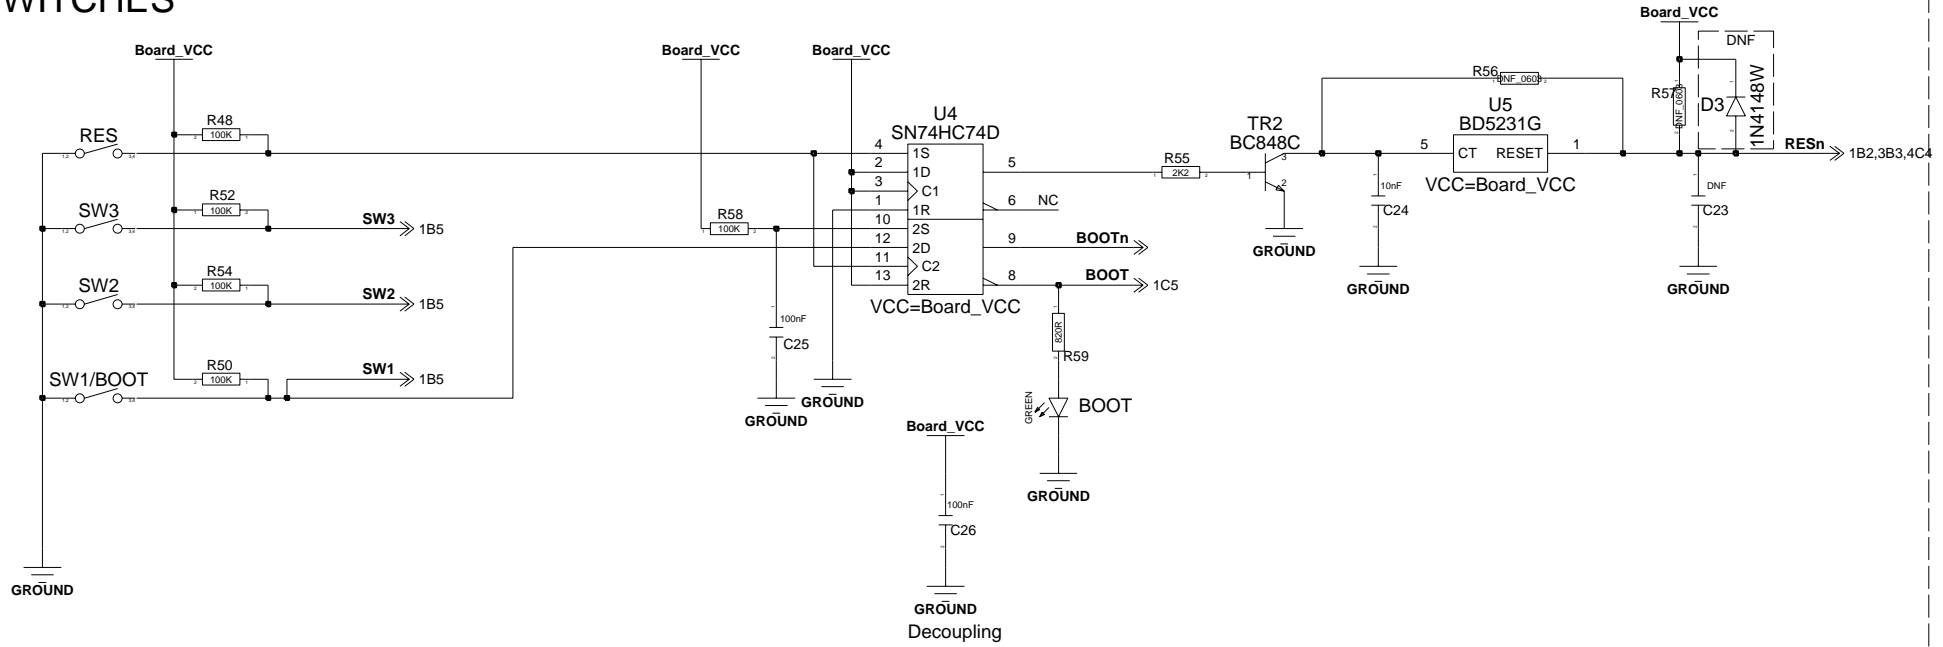 WITCHES
Board_VCC
Board_VCC
Board_VCC
Board_VCC
DNF
R48
100K
RES
R52
100K
SW3
SW3
1B5
R54
100K
SW2
SW2
1B5
R50
100K
SW1/BOOT
SW1
1B5
GROUND
R58
100K
100nF
C25
GROUND
GROUND
U4
SN74HC74D
4 1S
2 1D
3 C1
1 1R
10 2S
12 2D
11 C2
13 2R
5
6 NC
9 BOOTn
8 BOOT 1C5
VCC=Board_VCC
820R
R59
GREEN
BOOT
GROUND
Board_VCC
100nF
C26
GROUND
Decoupling
R55
2K2
TR2
BC848C
1
3
2
GROUND
R56
DNF_0603
U5
BD5231G
5 CT RESET 1
VCC=Board_VCC
10nF
C24
GROUND
R57
DNF_0603
D3
1N4148W
DNF
C23
GROUND
RESn
1B2,3B3,4C4